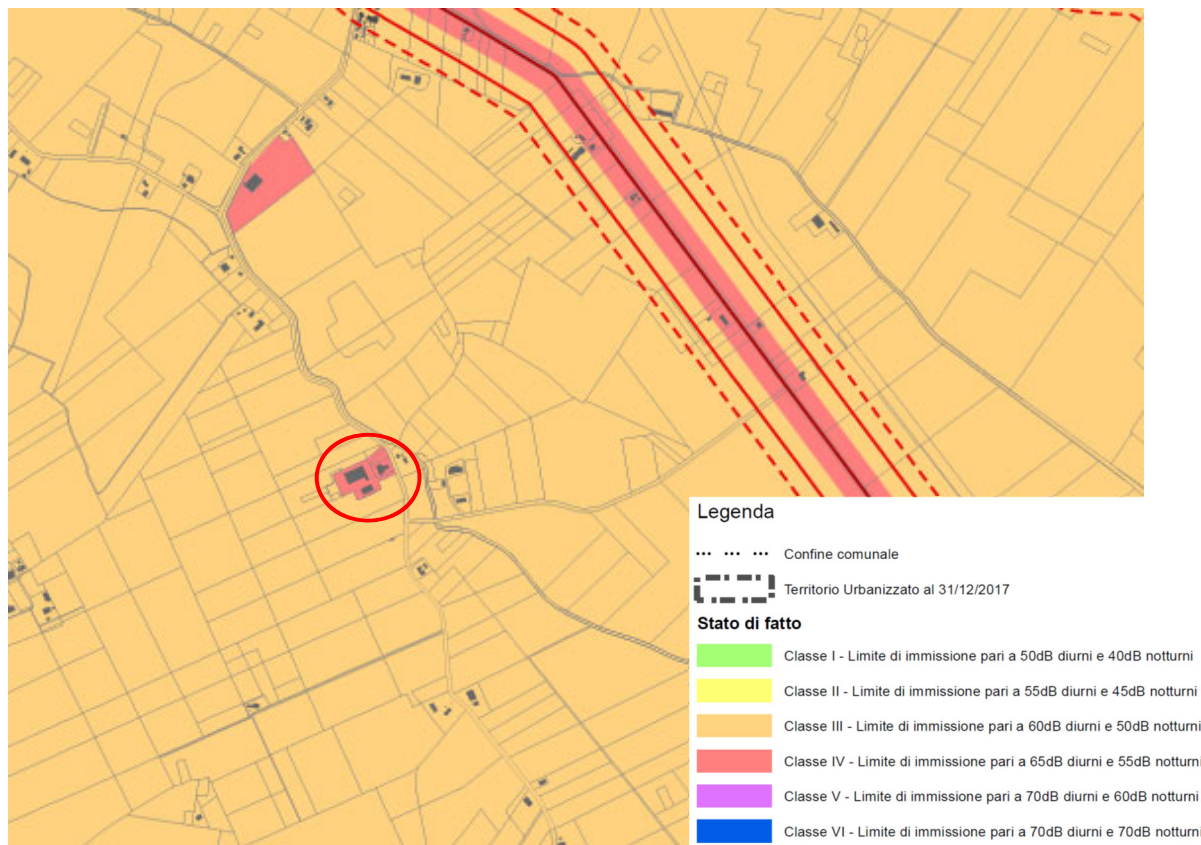 Legenda
Confine comunale
Territorio Urbanizzato al 31/12/2017
Stato di fatto
Classe I - Limite di immissione pari a 50dB diurni e 40dB notturni
Classe II - Limite di immissione pari a 55dB diurni e 45dB notturni
Classe III - Limite di immissione pari a 60dB diurni e 50dB notturni
Classe IV - Limite di immissione pari a 65dB diurni e 55dB notturni
Classe V - Limite di immissione pari a 70dB diurni e 60dB notturni
Classe VI - Limite di immissione pari a 70dB diurni e 70dB notturni